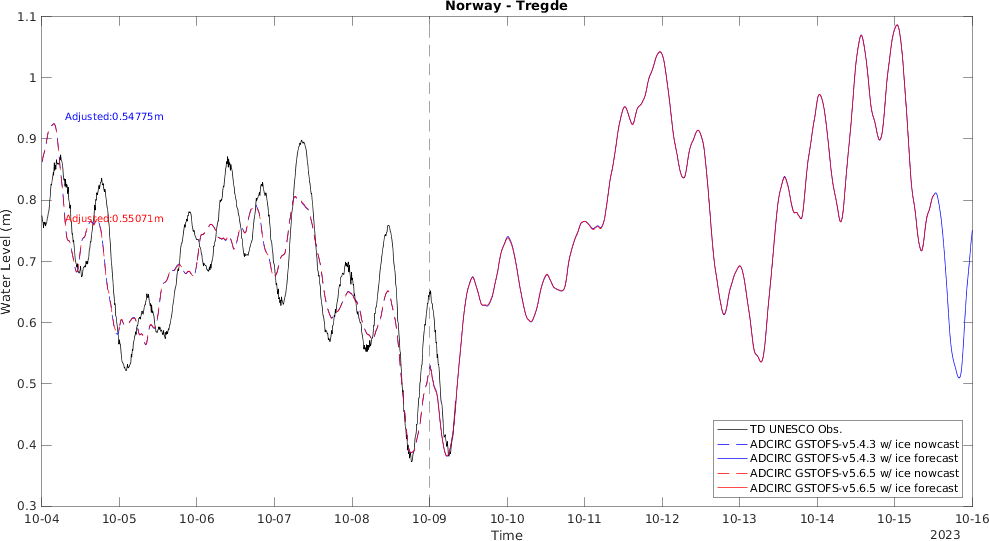 Norway - Tregde
1.1
1
0.9
0.8
0.7
0.6
0.5
0.4
0.3
Water Level (m)
Adjusted:0.54775m
Adjusted:0.55071m
TD UNESCO Obs.
ADCIRC GSTOFS-v5.4.3 w/ ice nowcast
ADCIRC GSTOFS-v5.4.3 w/ ice forecast
ADCIRC GSTOFS-v5.6.5 w/ ice nowcast
ADCIRC GSTOFS-v5.6.5 w/ ice forecast
10-04 10-05 10-06 10-07 10-08 10-09 10-10 10-11 10-12 10-13 10-14 10-15 10-16
Time
2023